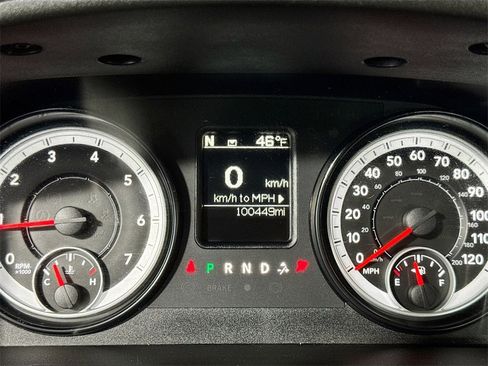 N 46°F
0 km/h
km/h to MPH
100449mi
P R N D
BRAKE
0 1 2 3 4 5 6 7
RPM x1000
C H
0 10 20 30 40 50 60 70 80 90 100 110 120
MPH
E F